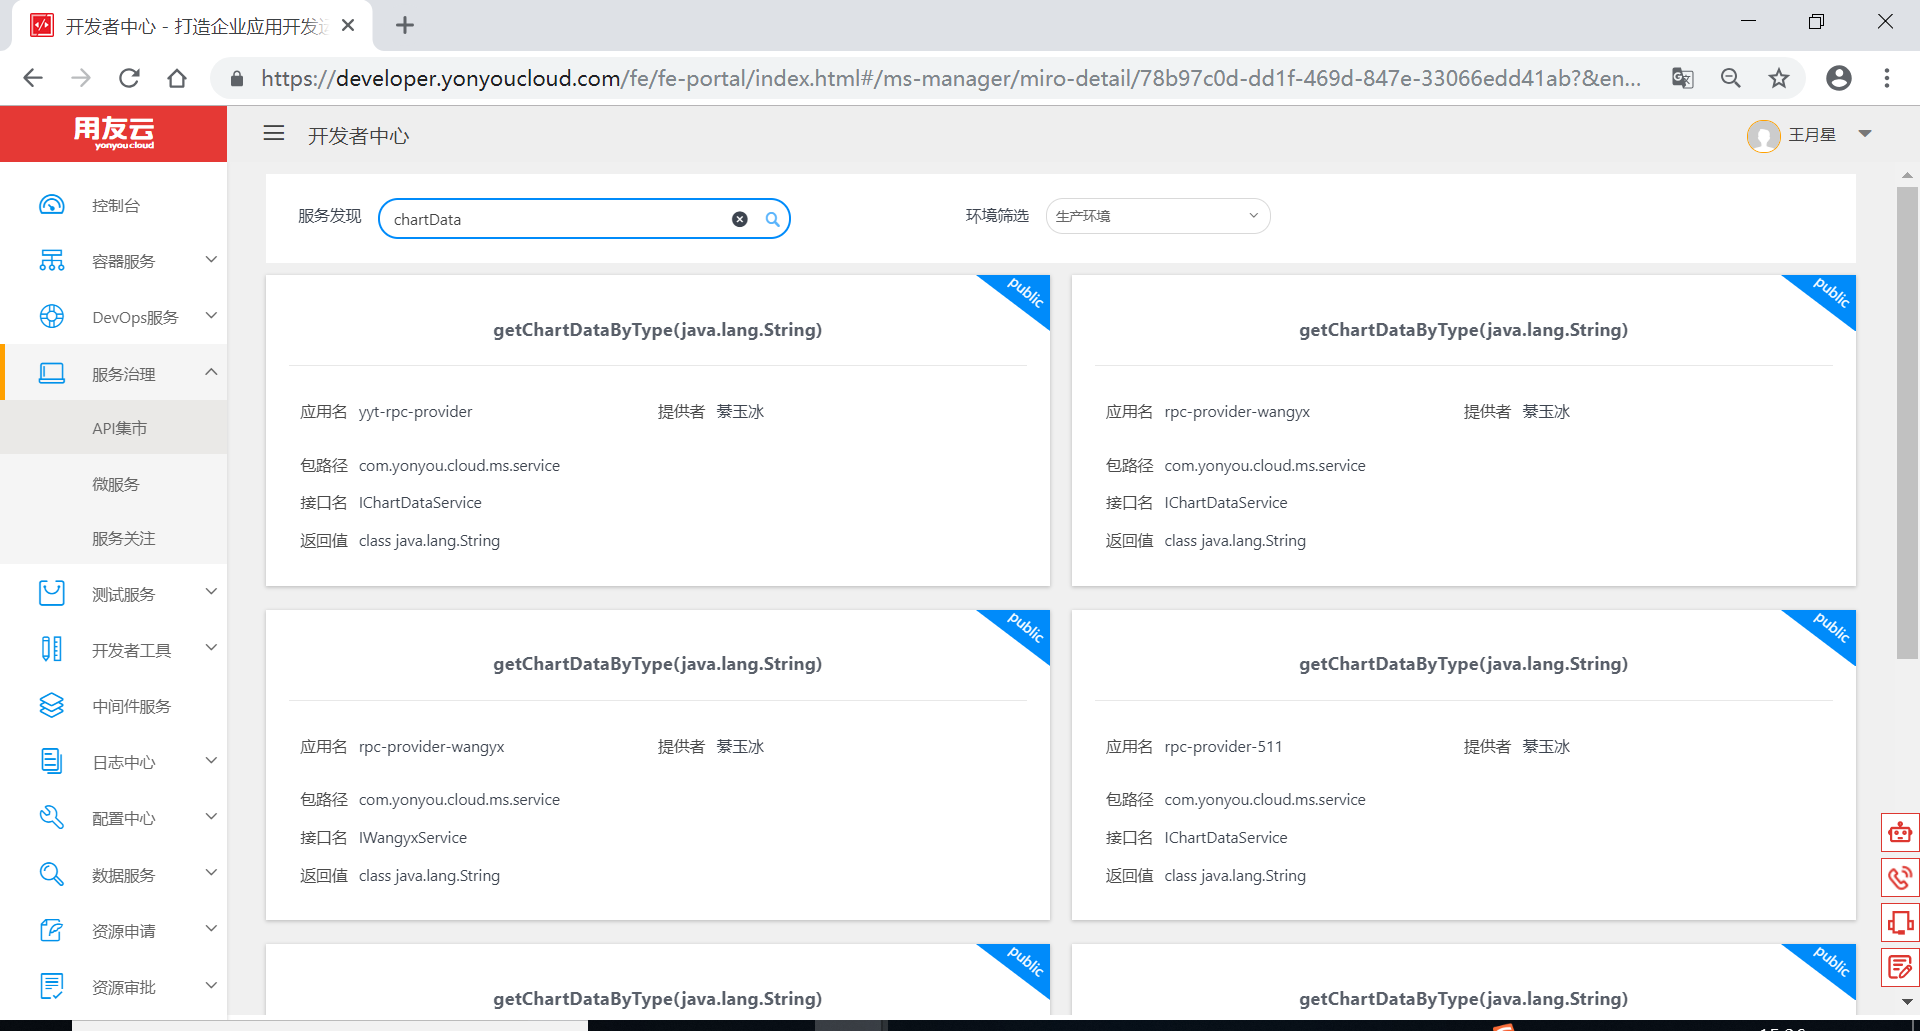 开发者中心 - 打造企业应用开发
https://developer.yonyoucloud.com/fe/fe-portal/index.html#/ms-manager/miro-detail/78b97c0d-dd1f-469d-847e-33066edd41ab?&en...
用友云
yonyou cloud
开发者中心
王月星
控制台
容器服务
DevOps服务
服务治理
API集市
微服务
服务关注
测试服务
开发者工具
中间件服务
日志中心
配置中心
数据服务
资源申请
资源审批
服务发现 chartData
环境筛选 生产环境
public
getChartDataByType(java.lang.String)
应用名 yyt-rpc-provider 提供者 綦玉冰
包路径 com.yonyou.cloud.ms.service
接口名 IChartDataService
返回值 class java.lang.String
public
getChartDataByType(java.lang.String)
应用名 rpc-provider-wangyx 提供者 綦玉冰
包路径 com.yonyou.cloud.ms.service
接口名 IChartDataService
返回值 class java.lang.String
public
getChartDataByType(java.lang.String)
应用名 rpc-provider-wangyx 提供者 綦玉冰
包路径 com.yonyou.cloud.ms.service
接口名 IWangyxService
返回值 class java.lang.String
public
getChartDataByType(java.lang.String)
应用名 rpc-provider-511 提供者 綦玉冰
包路径 com.yonyou.cloud.ms.service
接口名 IChartDataService
返回值 class java.lang.String
public
getChartDataByType(java.lang.String)
public
getChartDataByType(java.lang.String)